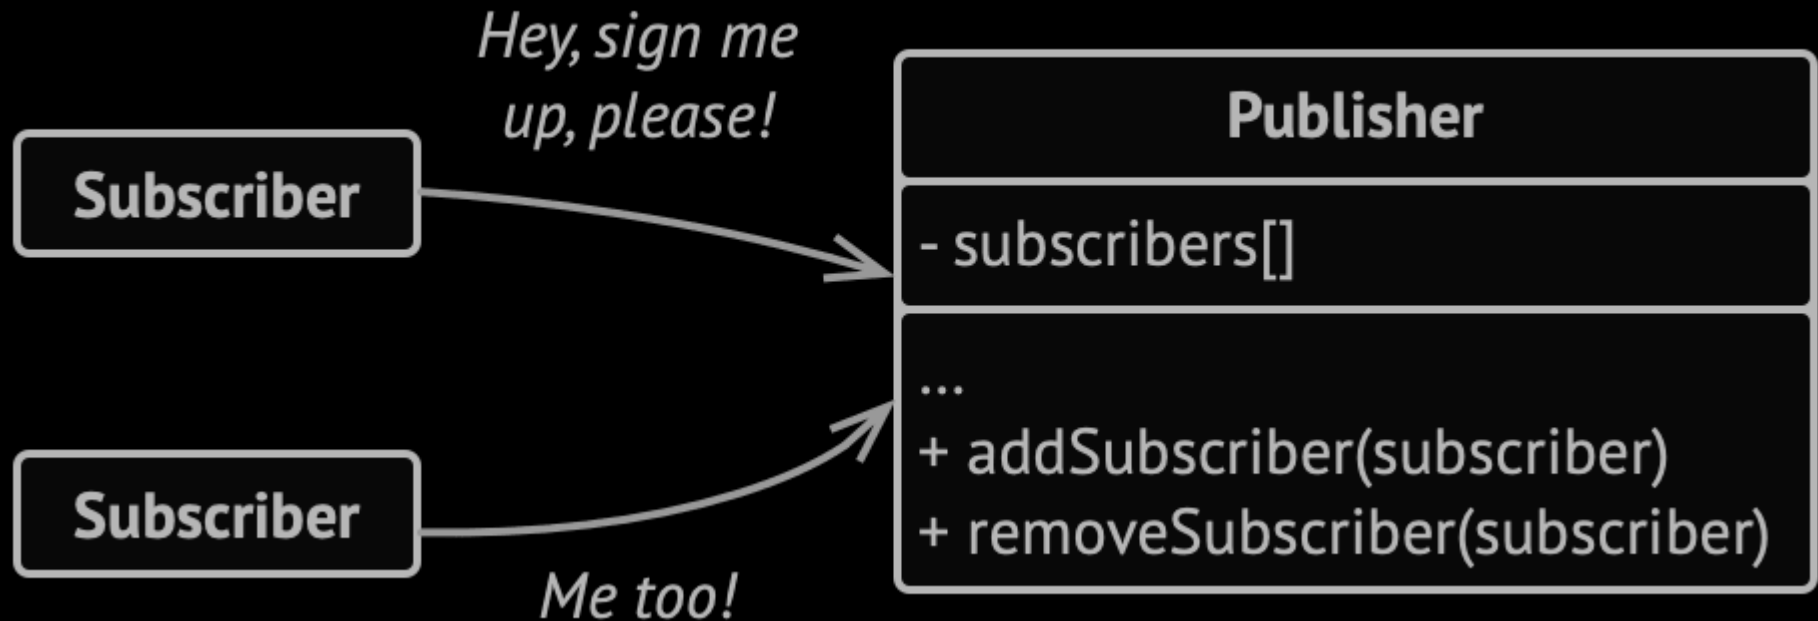 Hey, sign me
up, please!
Subscriber
Subscriber
Me too!
Publisher
- subscribers[]
...
+ addSubscriber(subscriber)
+ removeSubscriber(subscriber)